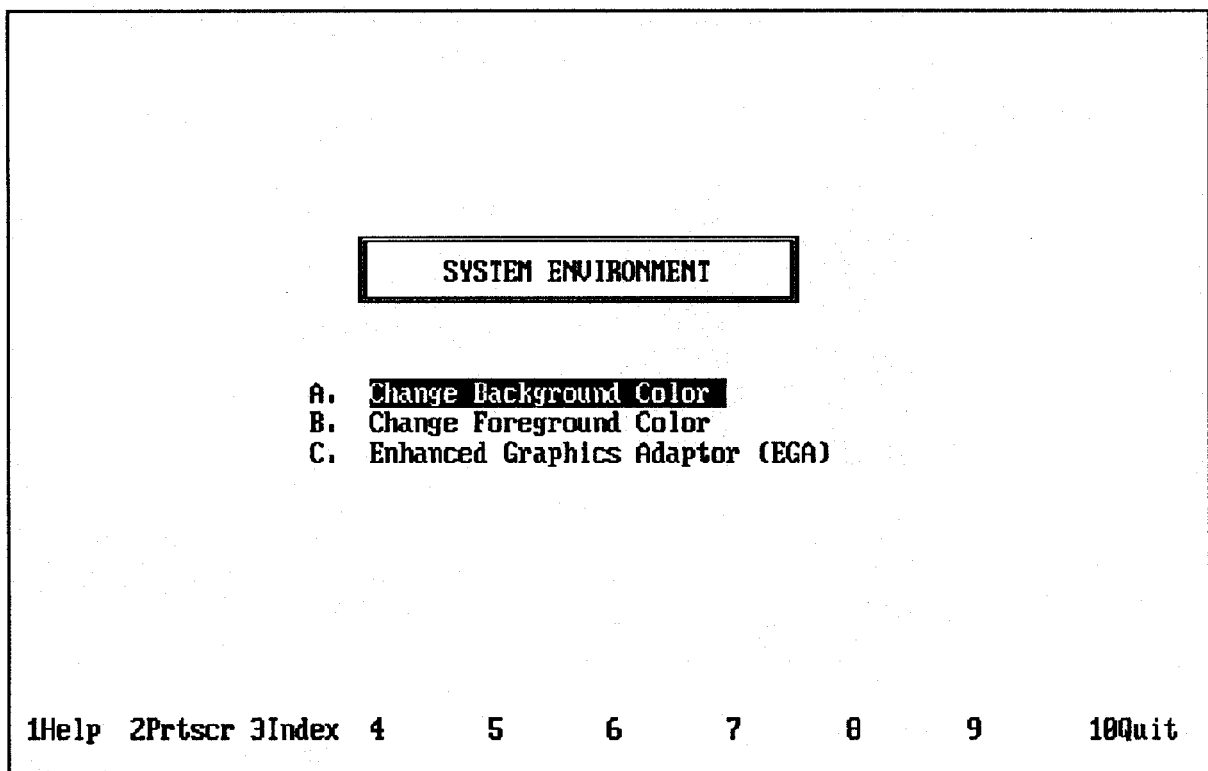 SYSTEM ENVIRONMENT
A. Change Background Color
B. Change Foreground Color
C. Enhanced Graphics Adaptor (EGA)
1Help 2Prtscr 3Index 4 5 6 7 8 9 10Quit